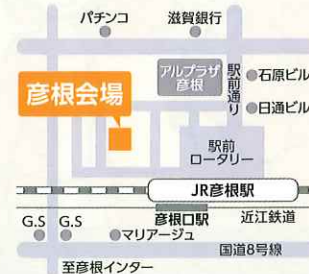 パチンコ
滋賀銀行
アルプラザ
彦根
駅前通り
石原ビル
日通ビル
彦根会場
駅前
ロータリー
JR彦根駅
彦根口駅
近江鉄道
G.S
G.S
マリアージュ
国道8号線
至彦根インター